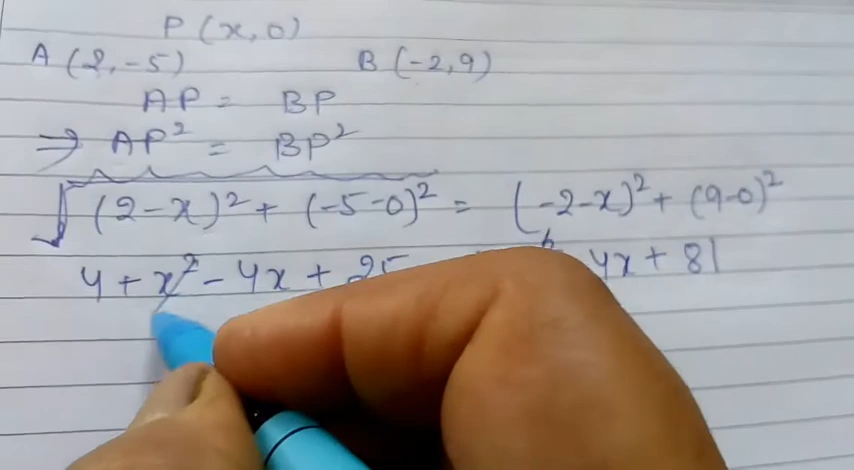 P (x, 0)
A (2, -5) B (-2, 9)
AP = BP
⇒ AP² = BP²
√(2-x)² + (-5-0)² = (-2-x)² + (9-0)²
4 + x² - 4x + 25 4x + 81